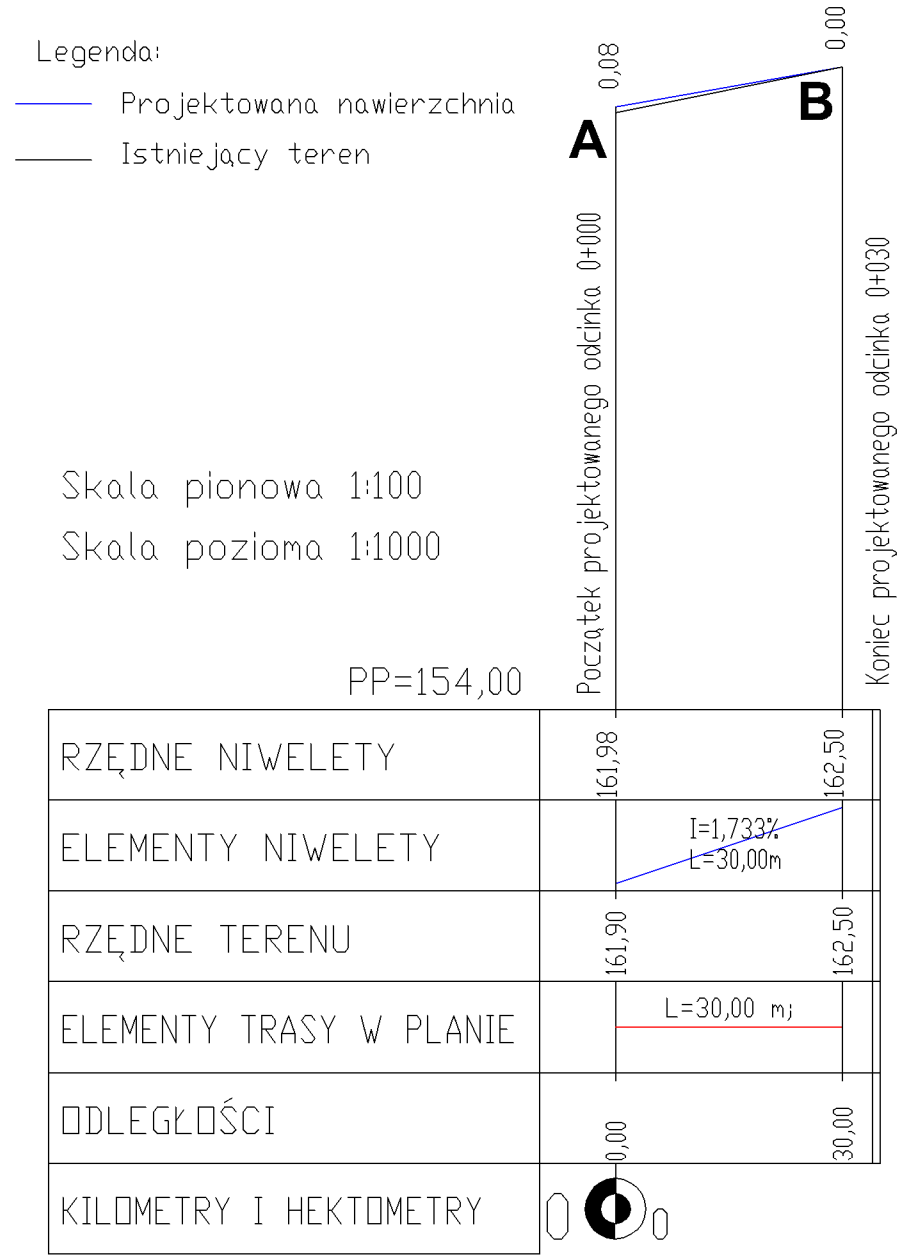 Legenda:
Projektowana nawierzchnia
Istniejący teren
0,08
0,00
A
B
Początek projektowanego odcinka 0+000
Koniec projektowanego odcinka 0+030
Skala pionowa 1:100
Skala pozioma 1:1000
PP=154,00
RZĘDNE NIWELETY
161,98
162,50
ELEMENTY NIWELETY
I=1,733%
L=30,00m
RZĘDNE TERENU
161,90
162,50
ELEMENTY TRASY W PLANIE
L=30,00 m;
ODLEGŁOŚCI
0,00
30,00
KILOMETRY I HEKTOMETRY
0
0